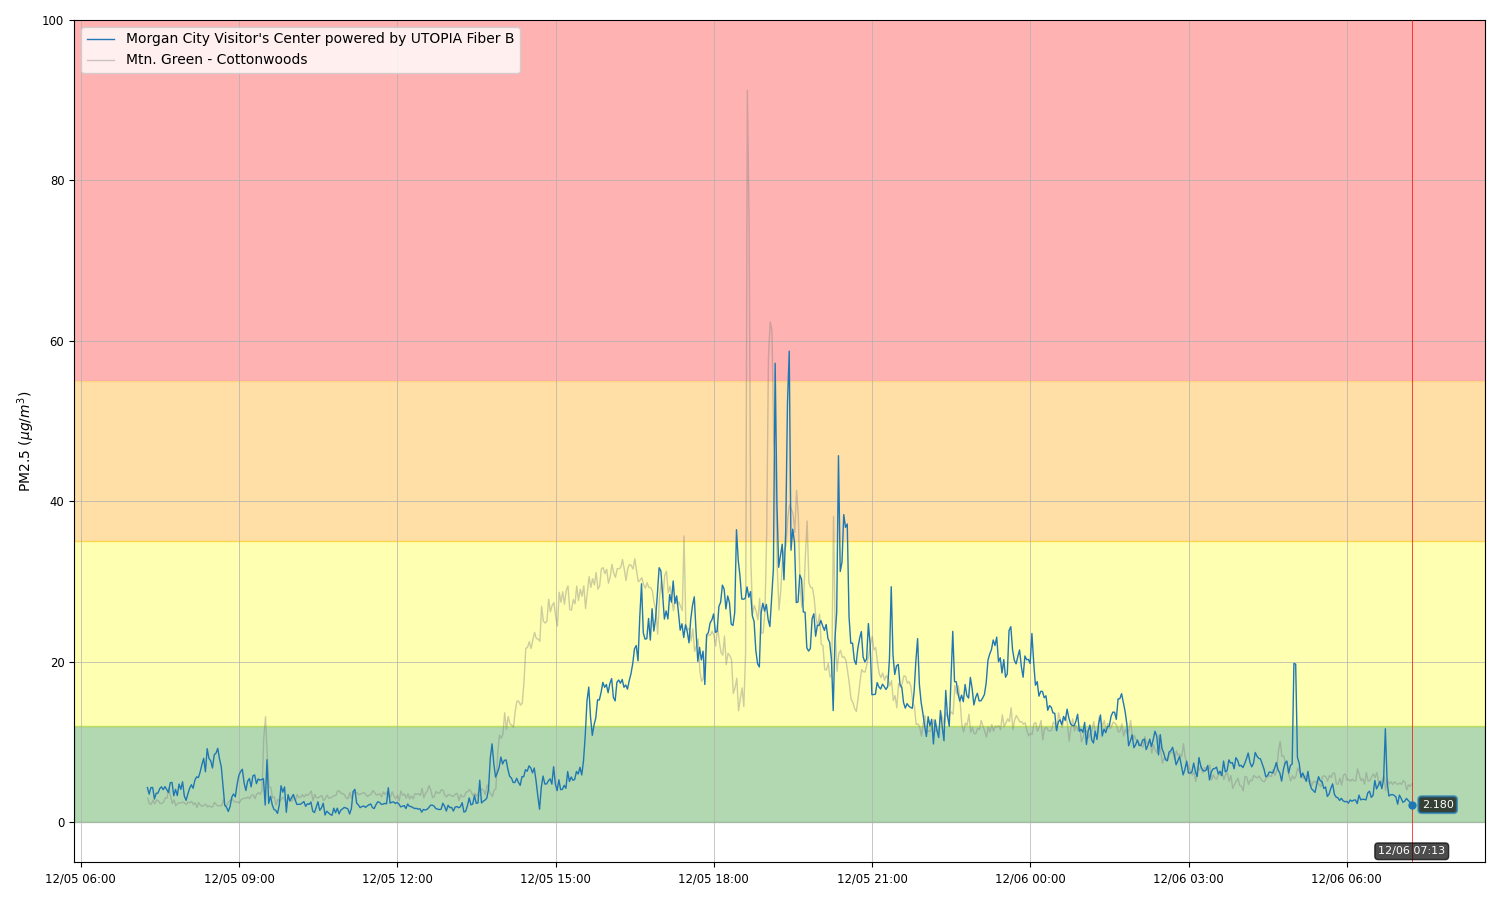 100
Morgan City Visitor's Center powered by UTOPIA Fiber B
Mtn. Green - Cottonwoods
80
60
PM2.5 (μg/m³)
40
20
0
2.180
12/06 07:13
12/05 06:00 12/05 09:00 12/05 12:00 12/05 15:00 12/05 18:00 12/05 21:00 12/06 00:00 12/06 03:00 12/06 06:00